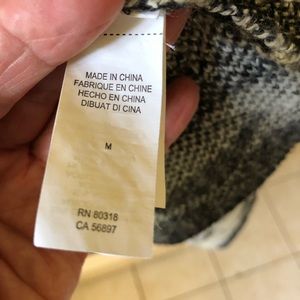 MADE IN CHINA
FABRIQUE EN CHINE
HECHO EN CHINA
DIBUAT DI CINA
M
RN 80318
CA 56897